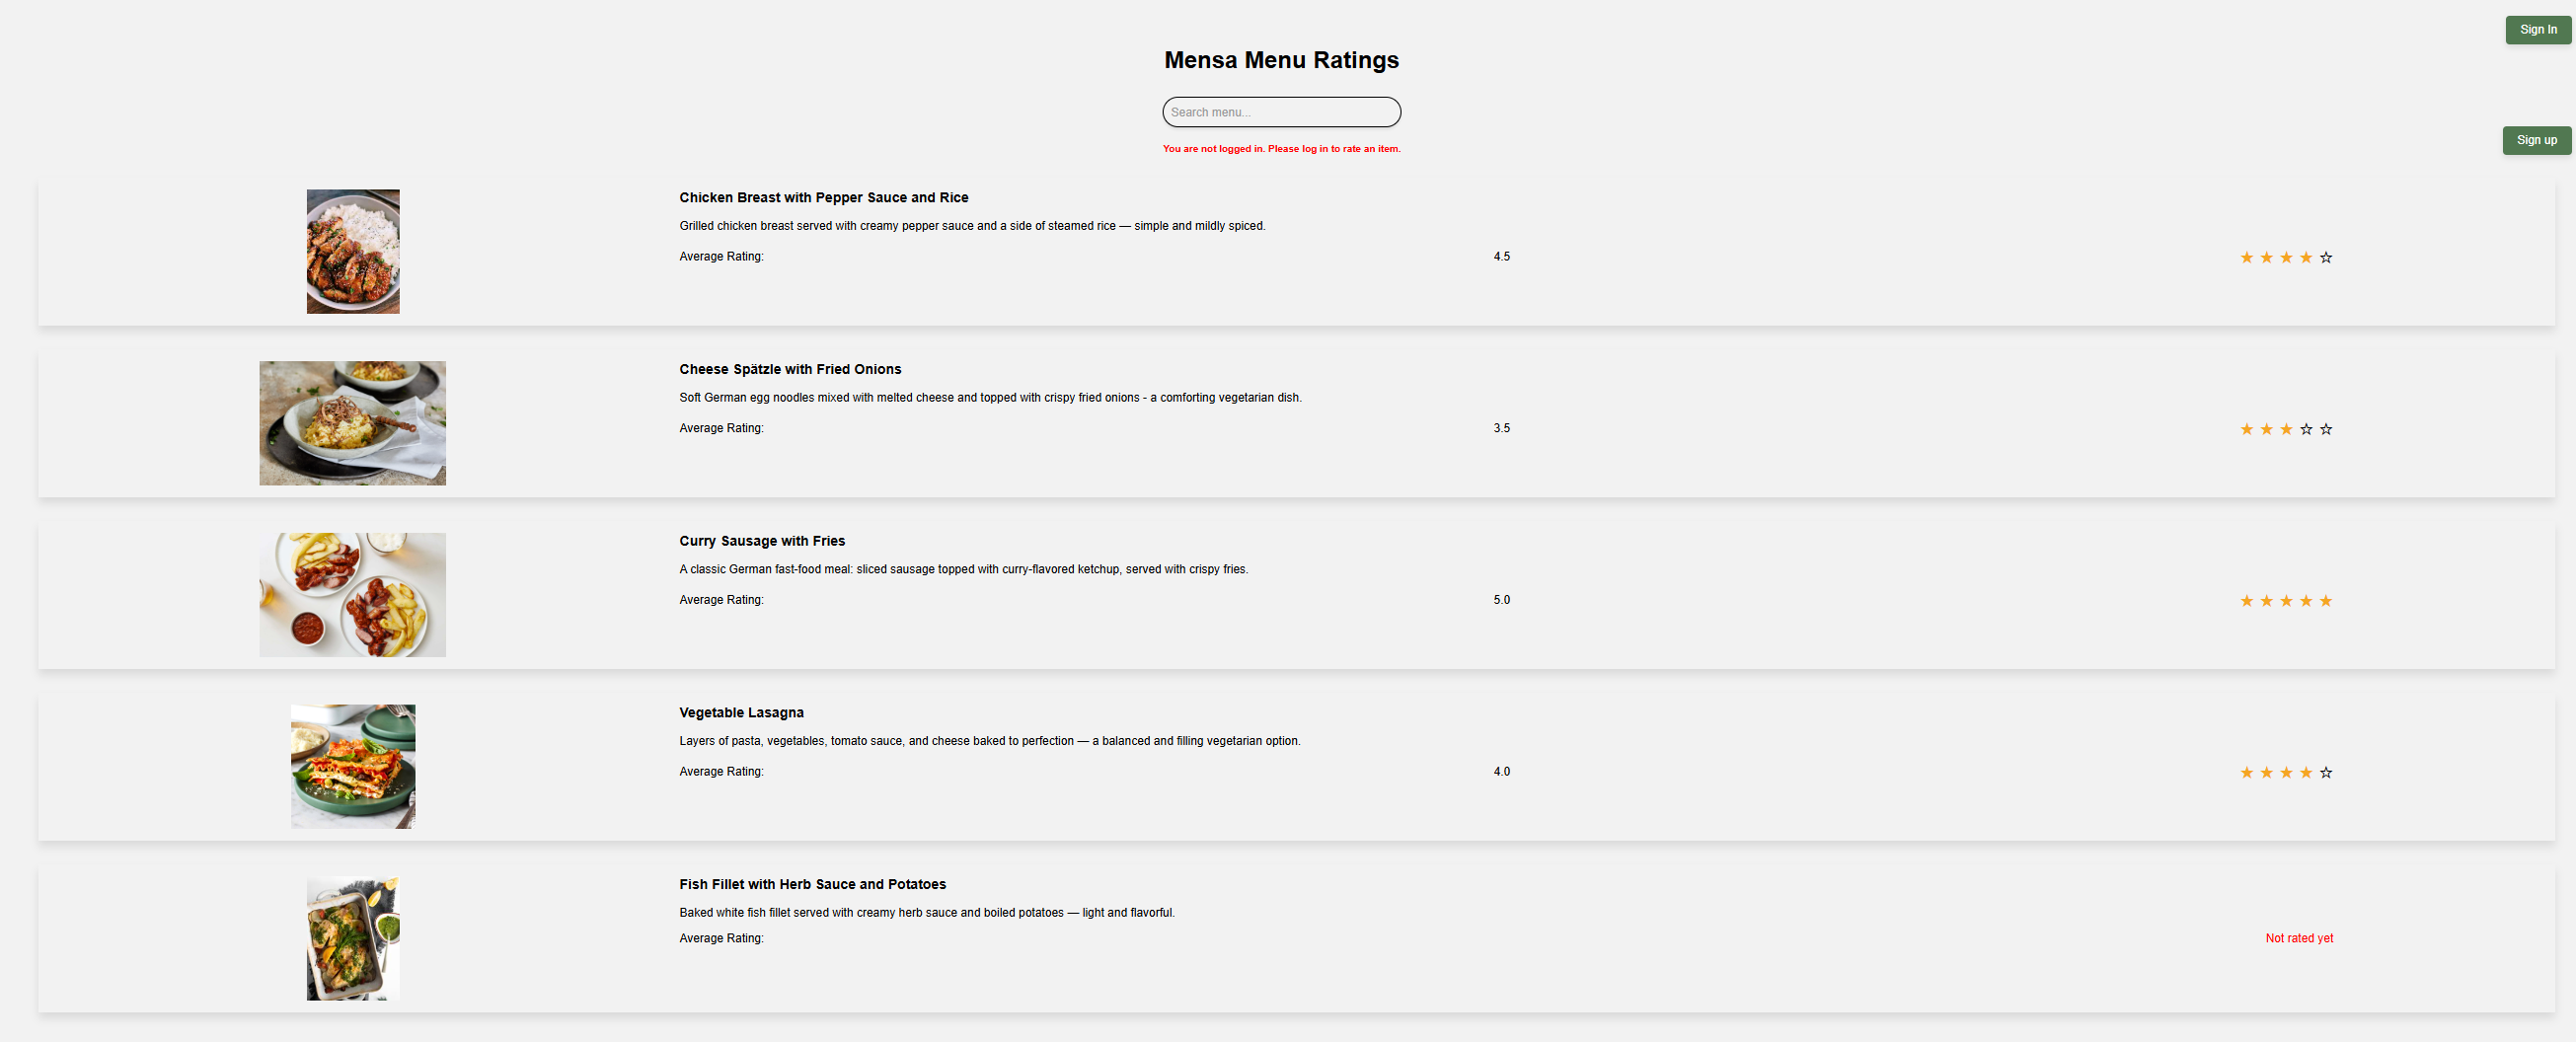 Sign In
Mensa Menu Ratings
Search menu...
Sign up
You are not logged in. Please log in to rate an item.
Chicken Breast with Pepper Sauce and Rice
Grilled chicken breast served with creamy pepper sauce and a side of steamed rice — simple and mildly spiced.
Average Rating: 4.5 ★ ★ ★ ★ ☆
Cheese Spätzle with Fried Onions
Soft German egg noodles mixed with melted cheese and topped with crispy fried onions - a comforting vegetarian dish.
Average Rating: 3.5 ★ ★ ★ ☆ ☆
Curry Sausage with Fries
A classic German fast-food meal: sliced sausage topped with curry-flavored ketchup, served with crispy fries.
Average Rating: 5.0 ★ ★ ★ ★ ★
Vegetable Lasagna
Layers of pasta, vegetables, tomato sauce, and cheese baked to perfection — a balanced and filling vegetarian option.
Average Rating: 4.0 ★ ★ ★ ★ ☆
Fish Fillet with Herb Sauce and Potatoes
Baked white fish fillet served with creamy herb sauce and boiled potatoes — light and flavorful.
Average Rating: Not rated yet